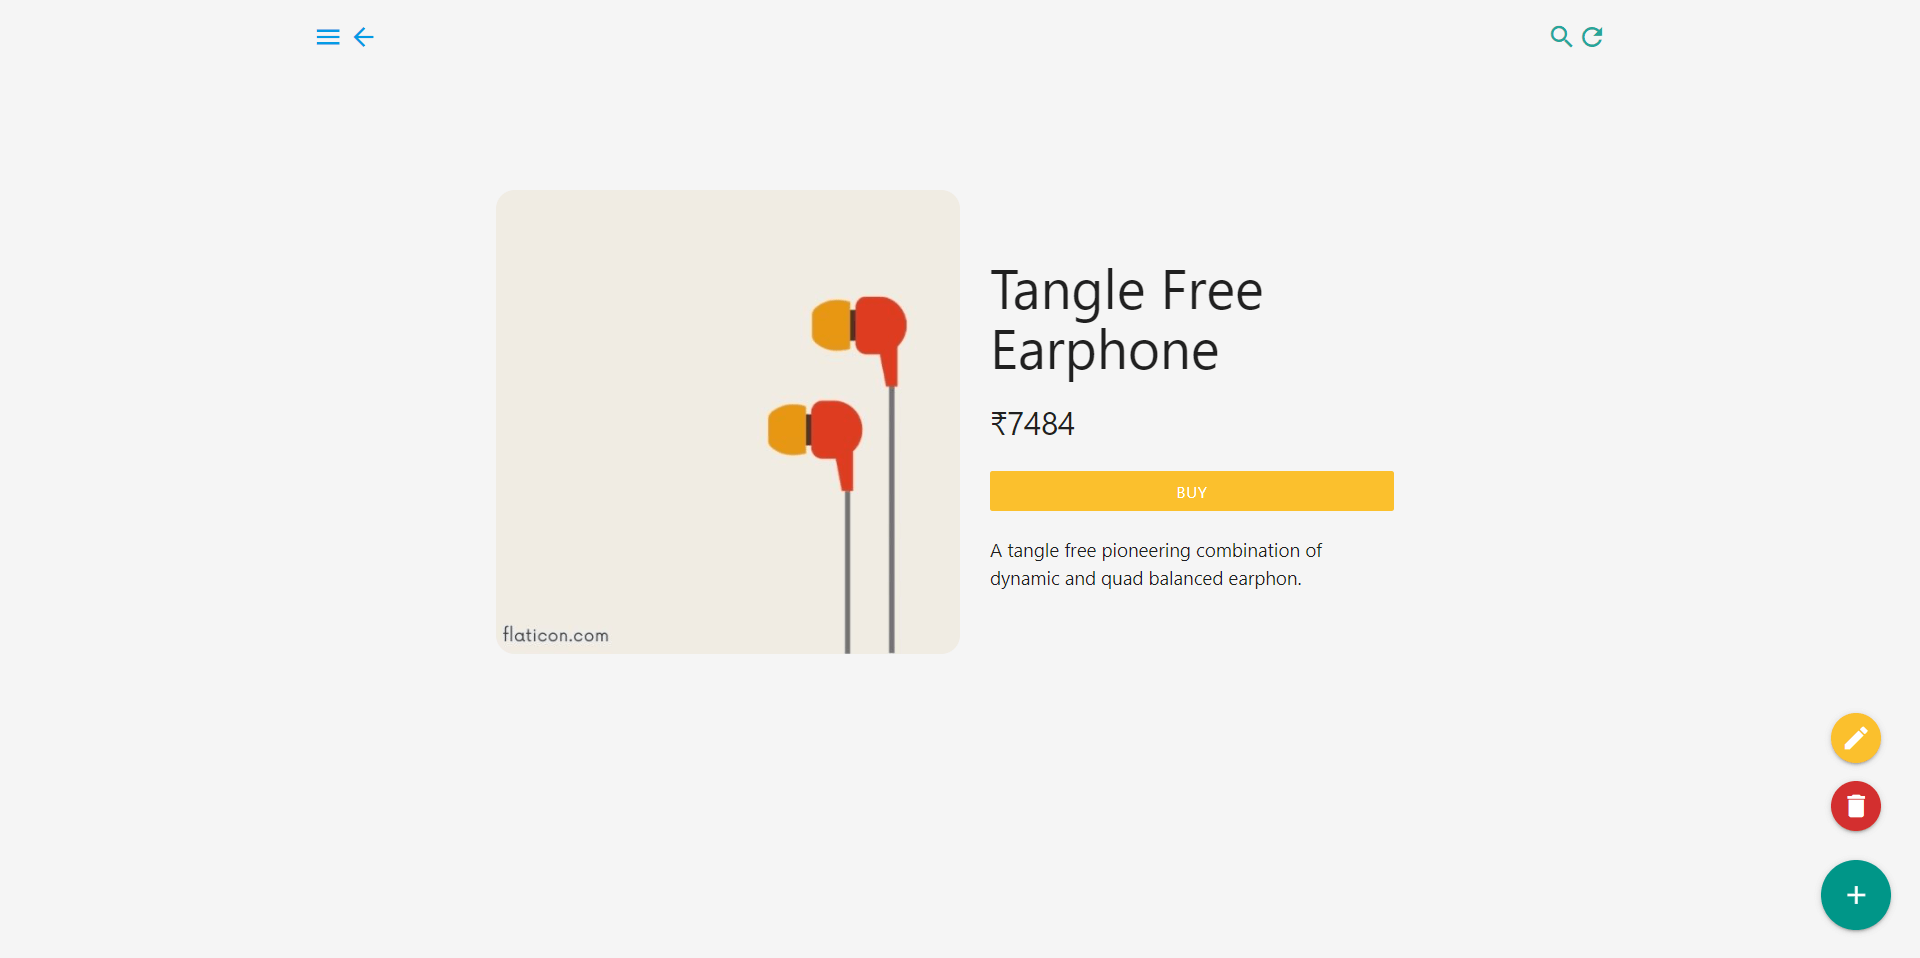 Tangle Free
Earphone
₹7484
BUY
A tangle free pioneering combination of
dynamic and quad balanced earphon.
flaticon.com